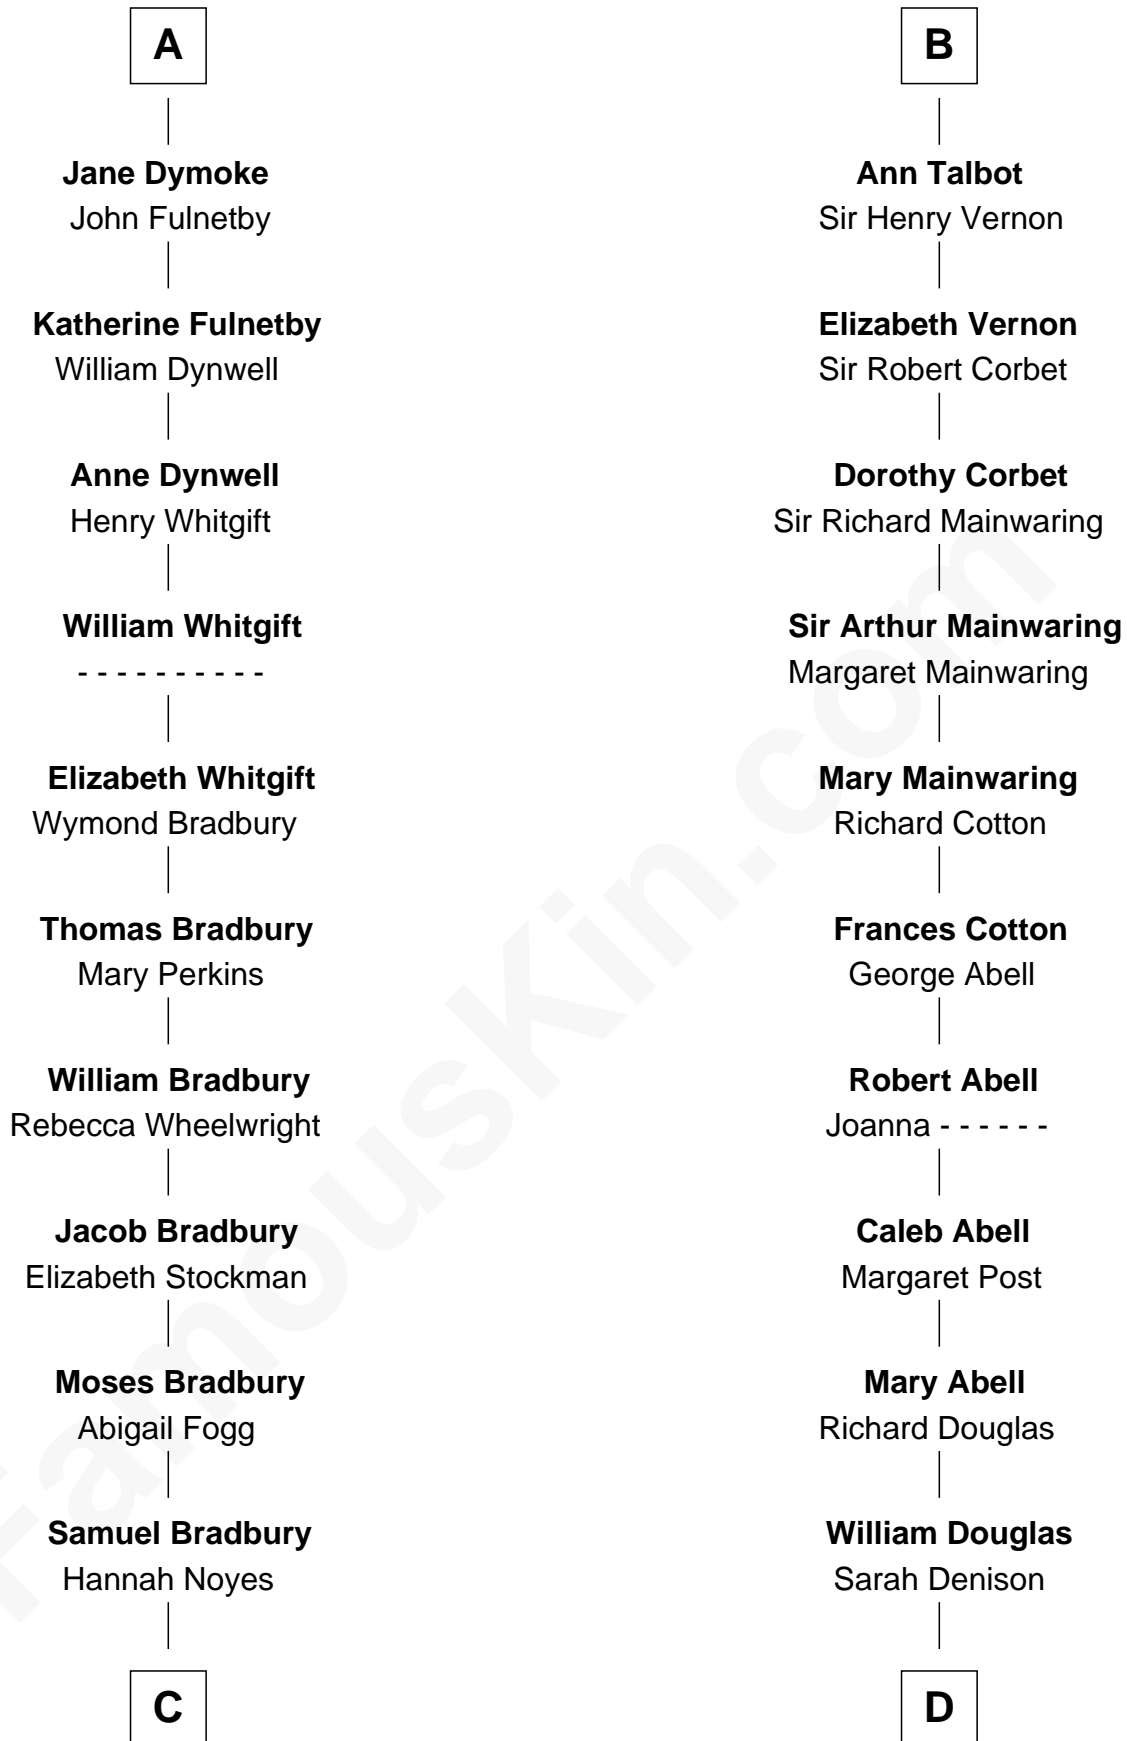 A
Jane Dymoke
John Fulnetby
Katherine Fulnetby
William Dynwell
Anne Dynwell
Henry Whitgift
William Whitgift
- - - - - - - - - -
Elizabeth Whitgift
Wymond Bradbury
Thomas Bradbury
Mary Perkins
William Bradbury
Rebecca Wheelwright
Jacob Bradbury
Elizabeth Stockman
Moses Bradbury
Abigail Fogg
Samuel Bradbury
Hannah Noyes
C
B
Ann Talbot
Sir Henry Vernon
Elizabeth Vernon
Sir Robert Corbet
Dorothy Corbet
Sir Richard Mainwaring
Sir Arthur Mainwaring
Margaret Mainwaring
Mary Mainwaring
Richard Cotton
Frances Cotton
George Abell
Robert Abell
Joanna - - - - - -
Caleb Abell
Margaret Post
Mary Abell
Richard Douglas
William Douglas
Sarah Denison
D
FamousKin.com